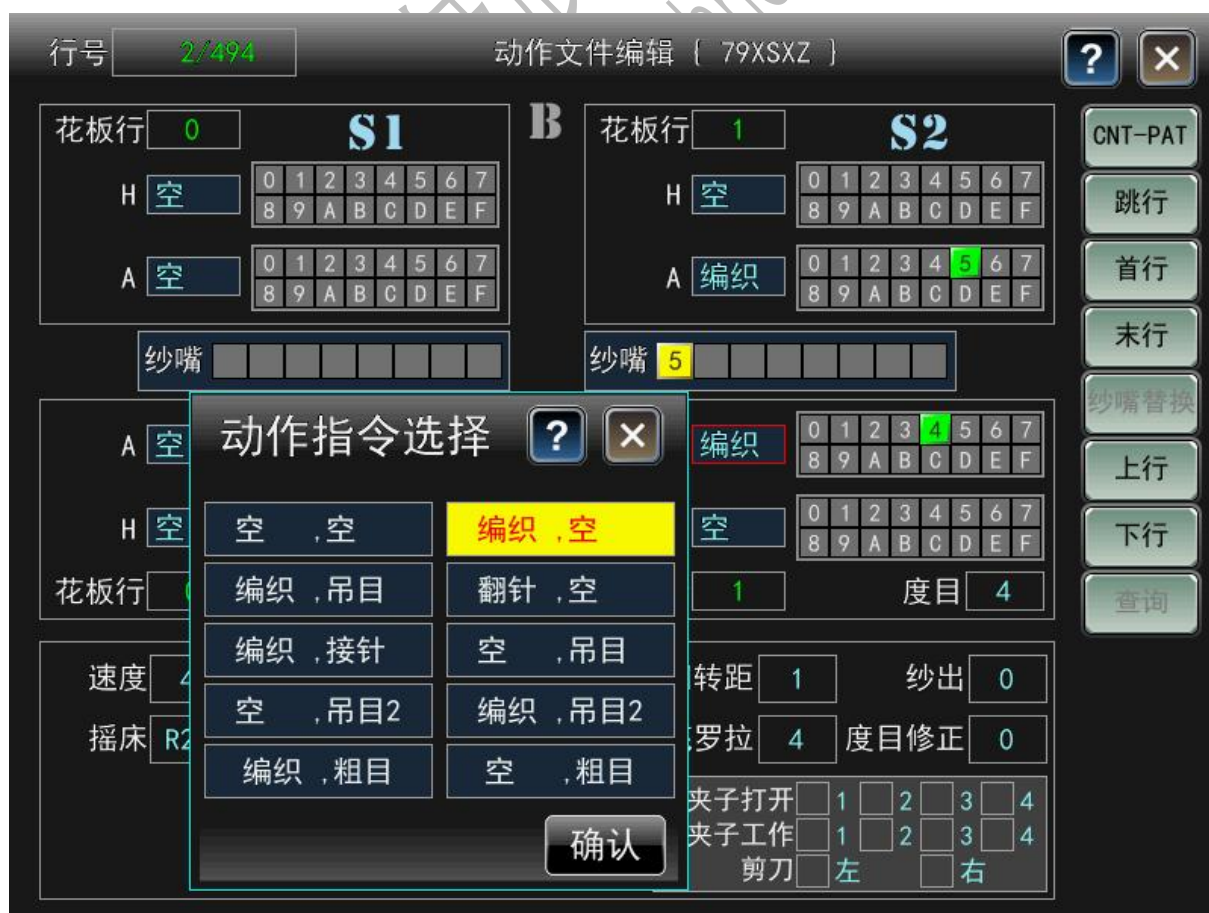 行号 2/494 动作文件编辑 { 79XSXZ } ? ×
花板行 0 S1 B 花板行 1 S2 CNT-PAT
H 空 0 1 2 3 4 5 6 7 H 空 0 1 2 3 4 5 6 7 跳行
8 9 A B C D E F 8 9 A B C D E F
A 空 0 1 2 3 4 5 6 7 A 编织 0 1 2 3 4 5 6 7 首行
8 9 A B C D E F 8 9 A B C D E F
纱嘴 纱嘴 5 末行
纱嘴替换
A 空 动作指令选择 ? × 编织 0 1 2 3 4 5 6 7 上行
8 9 A B C D E F
H 空 空 ,空 编织 ,空 空 0 1 2 3 4 5 6 7 下行
8 9 A B C D E F
花板行 编织 ,吊目 翻针 ,空 1 度目 4 查询
速度 4 编织 ,接针 空 ,吊目 转距 1 纱出 0
摇床 R2 空 ,吊目2 编织 ,吊目2 罗拉 4 度目修正 0
编织 ,粗目 空 ,粗目
夹子打开 1 2 3 4
确认 夹子工作 1 2 3 4
剪刀 左 右